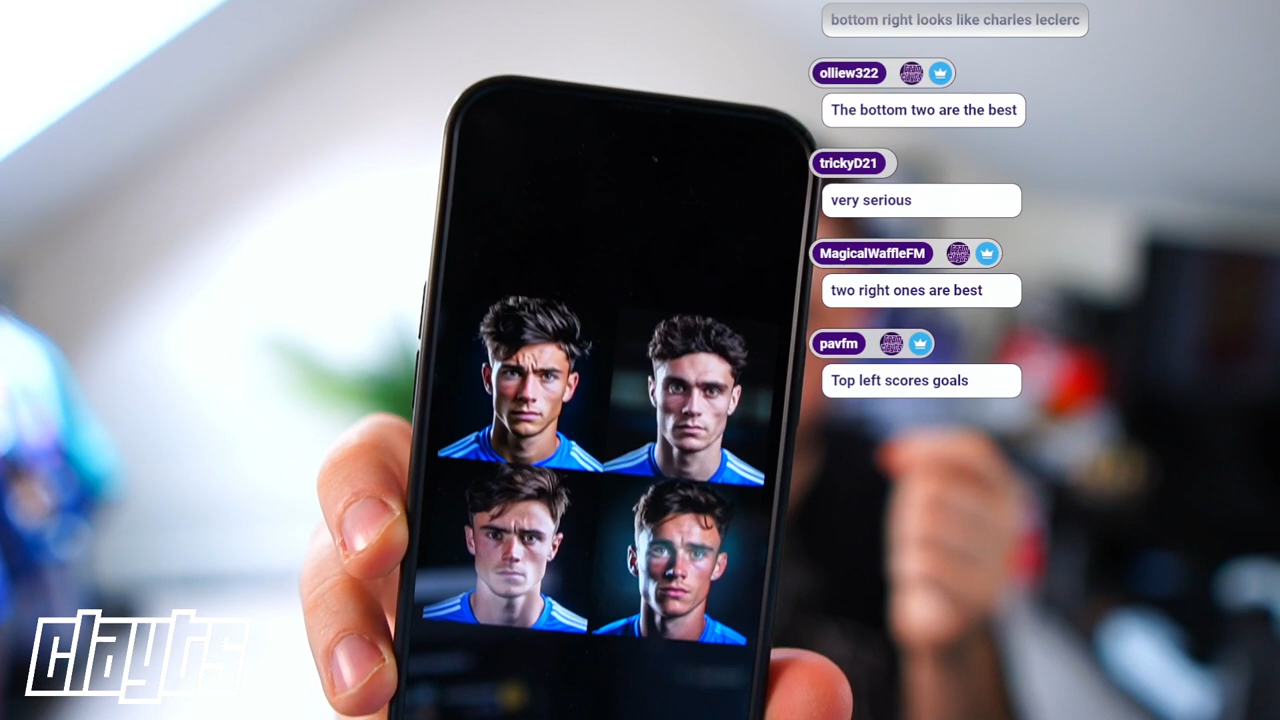 bottom right looks like charles leclerc
olliew322
The bottom two are the best
trickyD21
very serious
MagicalWaffleFM
two right ones are best
pavfm
Top left scores goals
clayts